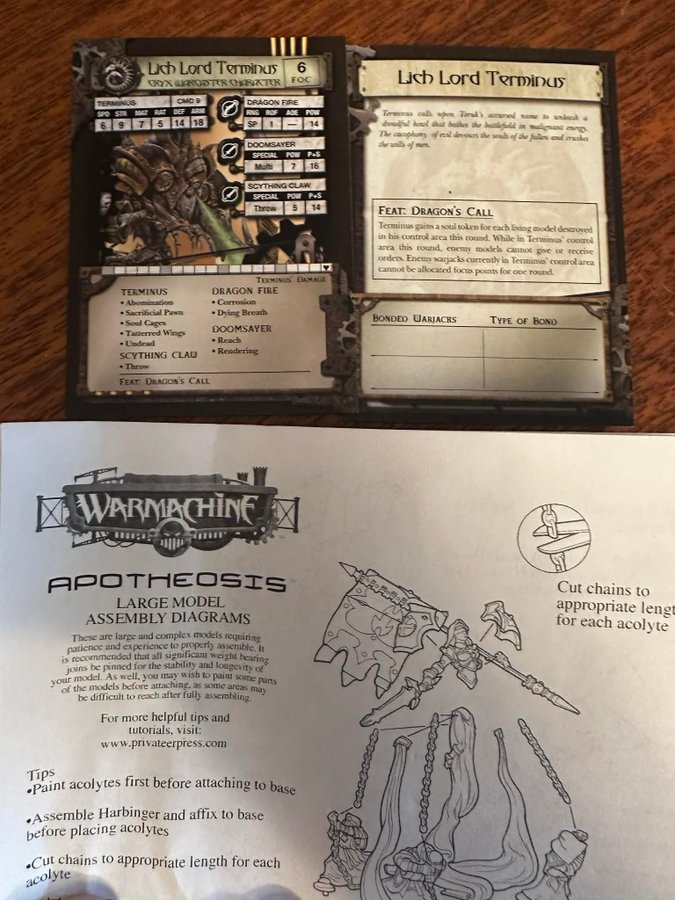 Lich Lord Terminus
CRYX WARCASTER CHARACTER
6
FOC
TERMINUS CMD 9
SPD STR MAT RAT DEF ARM
6 9 7 5 14 18
DRAGON FIRE
RNG ROF AOE POW
SP 1 — 14
DOOMSAYER
SPECIAL POW P+S
Multi 7 16
SCYTHING CLAW
SPECIAL POW P+S
Throw 5 14
TERMINUS' DAMAGE
TERMINUS
• Abomination
• Sacrificial Pawn
• Soul Cages
• Tatterred Wings
• Undead
SCYTHING CLAW
• Throw
DRAGON FIRE
• Corrosion
• Dying Breath
DOOMSAYER
• Reach
• Rendering
FEAT: DRAGON'S CALL
Lich Lord Terminus
Terminus calls upon Toruk's accursed name to unleash a
dreadful howl that bathes the battlefield in malignant energy.
The cacophony of evil devours the souls of the fallen and crushes
the wills of men.
FEAT: DRAGON'S CALL
Terminus gains a soul token for each living model destroyed
in his control area this round. While in Terminus' control
area this round, enemy models cannot give or receive
orders. Enemy warjacks currently in Terminus' control area
cannot be allocated focus points for one round.
BONDED WARJACKS TYPE OF BOND
WARMACHINE
APOTHEOSIS
LARGE MODEL
ASSEMBLY DIAGRAMS
These are large and complex models requiring
patience and experience to properly assemble. It
is recommended that all significant weight bearing
joins be pinned for the stability and longevity of
your model. As well, you may wish to paint some parts
of the models before attaching, as some areas may
be difficult to reach after fully assembling.
For more helpful tips and
tutorials, visit:
www.privateerpress.com
Tips
•Paint acolytes first before attaching to base
•Assemble Harbinger and affix to base
before placing acolytes
•Cut chains to appropriate length for each
acolyte
Cut chains to
appropriate lengt
for each acolyte